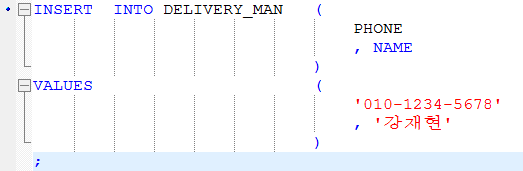 INSERT INTO DELIVERY_MAN (
PHONE
, NAME
)
VALUES (
'010-1234-5678'
, '강재현'
)
;